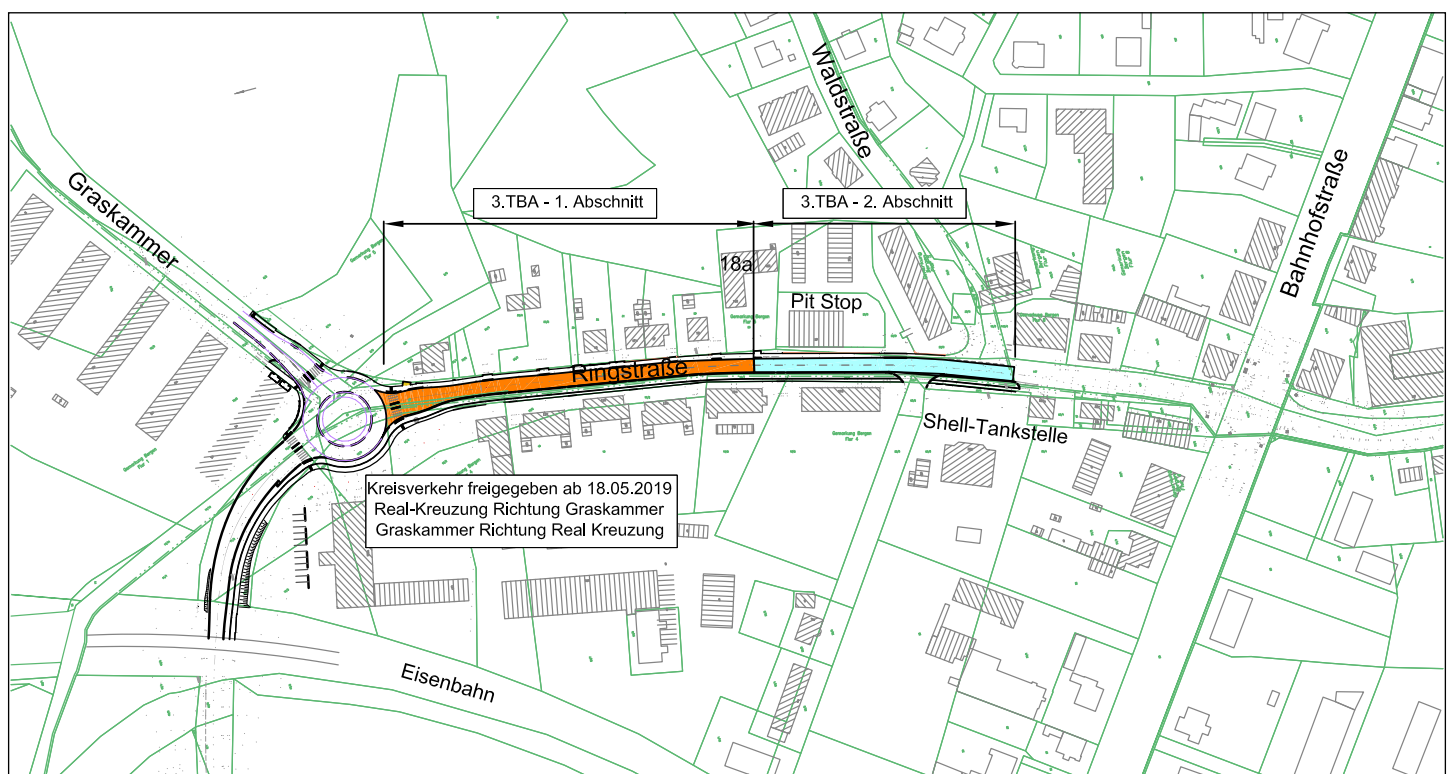 Waldstraße
Graskammer
3.TBA - 1. Abschnitt
3.TBA - 2. Abschnitt
Bahnhofstraße
18a
Pit Stop
Ringstraße
Shell-Tankstelle
Kreisverkehr freigegeben ab 18.05.2019
Real-Kreuzung Richtung Graskammer
Graskammer Richtung Real Kreuzung
Eisenbahn